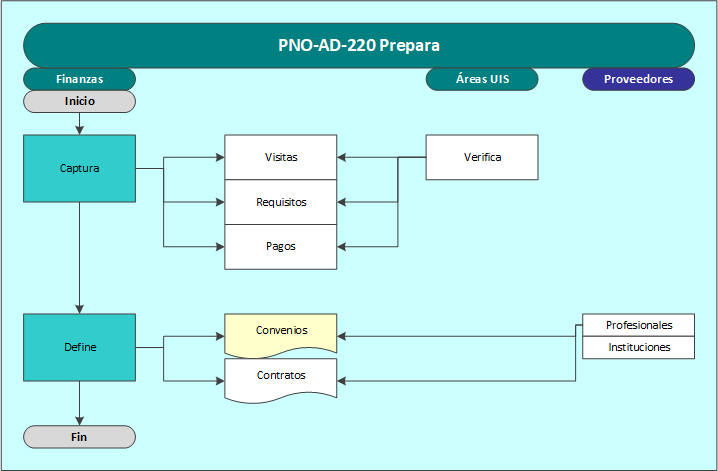 PNO-AD-220 Prepara
Finanzas
Áreas UIS
Proveedores
Inicio
Captura
Visitas
Verifica
Requisitos
Pagos
Define
Convenios
Profesionales
Instituciones
Contratos
Fin